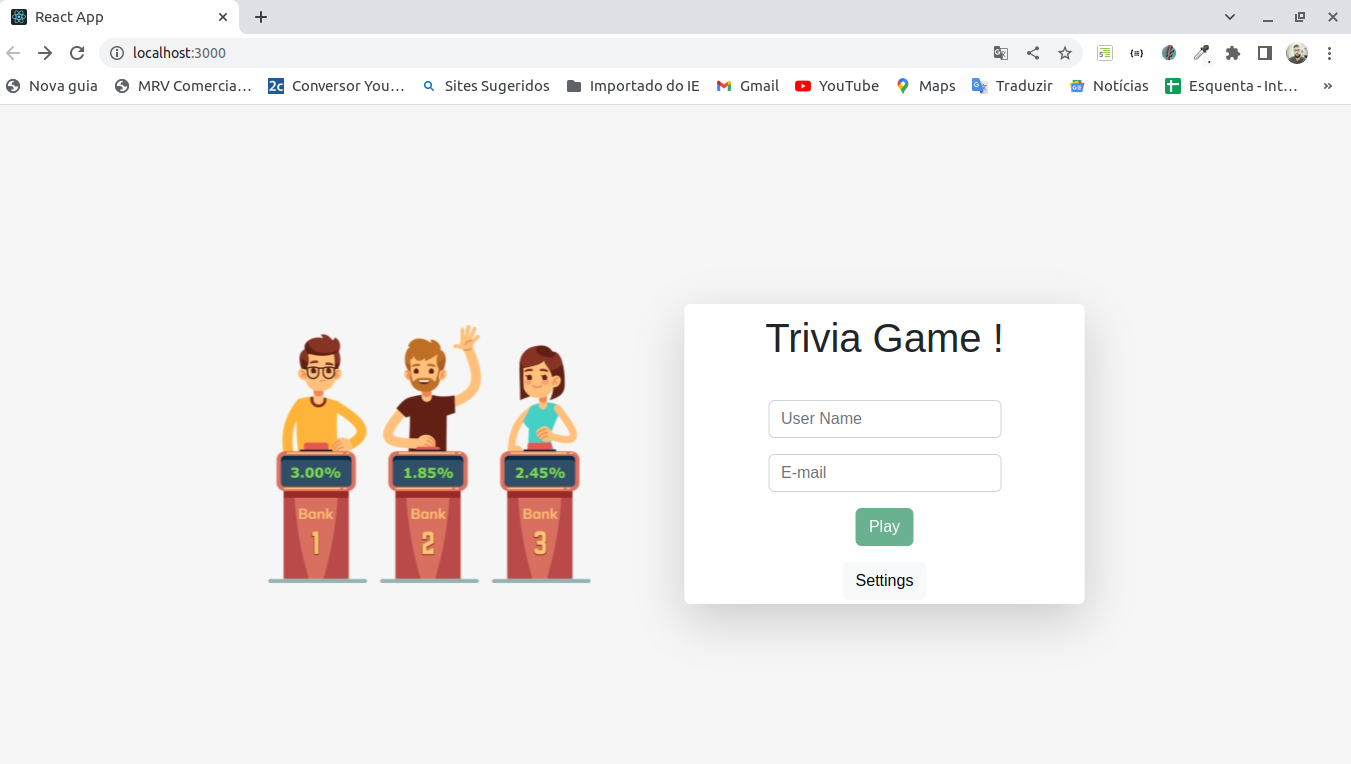 React App
localhost:3000
Nova guia
MRV Comercia...
2c
Conversor You...
Sites Sugeridos
Importado do IE
Gmail
YouTube
Maps
Traduzir
Notícias
Esquenta - Int...
»
Trivia Game !
User Name
E-mail
Play
Settings
3.00%
1.85%
2.45%
Bank
1
Bank
2
Bank
3